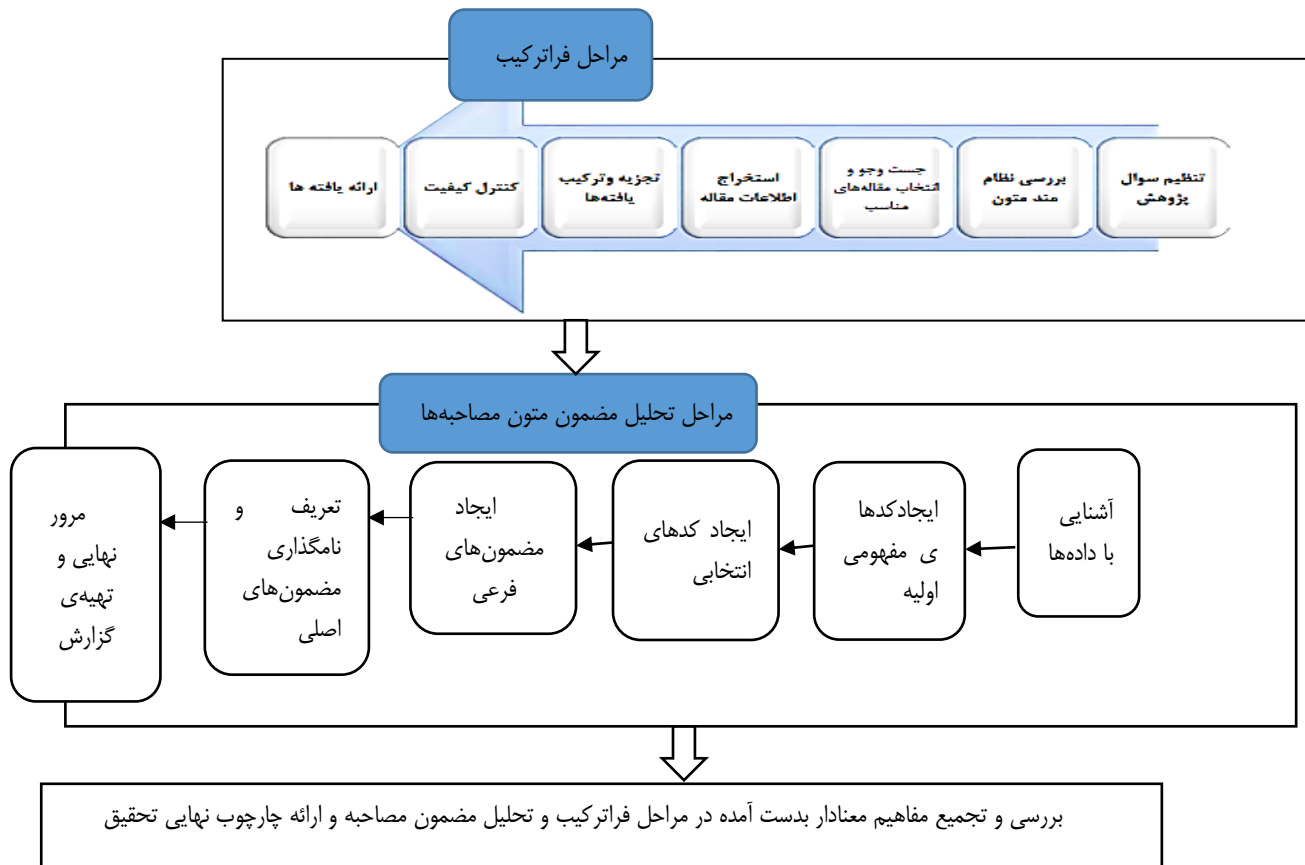 مراحل فراترکیب
تنظیم سوال
پژوهش
بررسی نظام
مند متون
جست وجو و
انتخاب مقاله‌های
مناسب
استخراج
اطلاعات مقاله
تجزیه وترکیب
یافته‌ها
کنترل کیفیت
ارائه یافته ها
مراحل تحلیل مضمون متون مصاحبه‌ها
آشنایی
با داده‌ها
ایجادکدها
ی مفهومی
اولیه
ایجاد کدهای
انتخابی
ایجاد
مضمون‌های
فرعی
تعریف و
نامگذاری
مضمون‌های
اصلی
مرور
نهایی و
تهیه‌ی
گزارش
بررسی و تجمیع مفاهیم معنادار بدست آمده در مراحل فراترکیب و تحلیل مضمون مصاحبه و ارائه چارچوب نهایی تحقیق